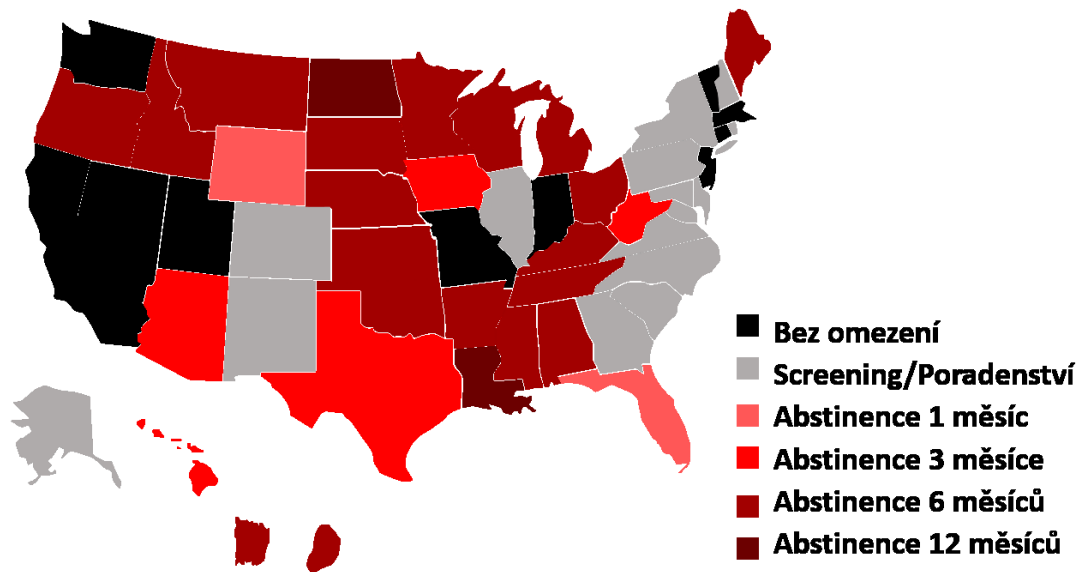 Bez omezení
Screening/Poradenství
Abstinence 1 měsíc
Abstinence 3 měsíce
Abstinence 6 měsíců
Abstinence 12 měsíců